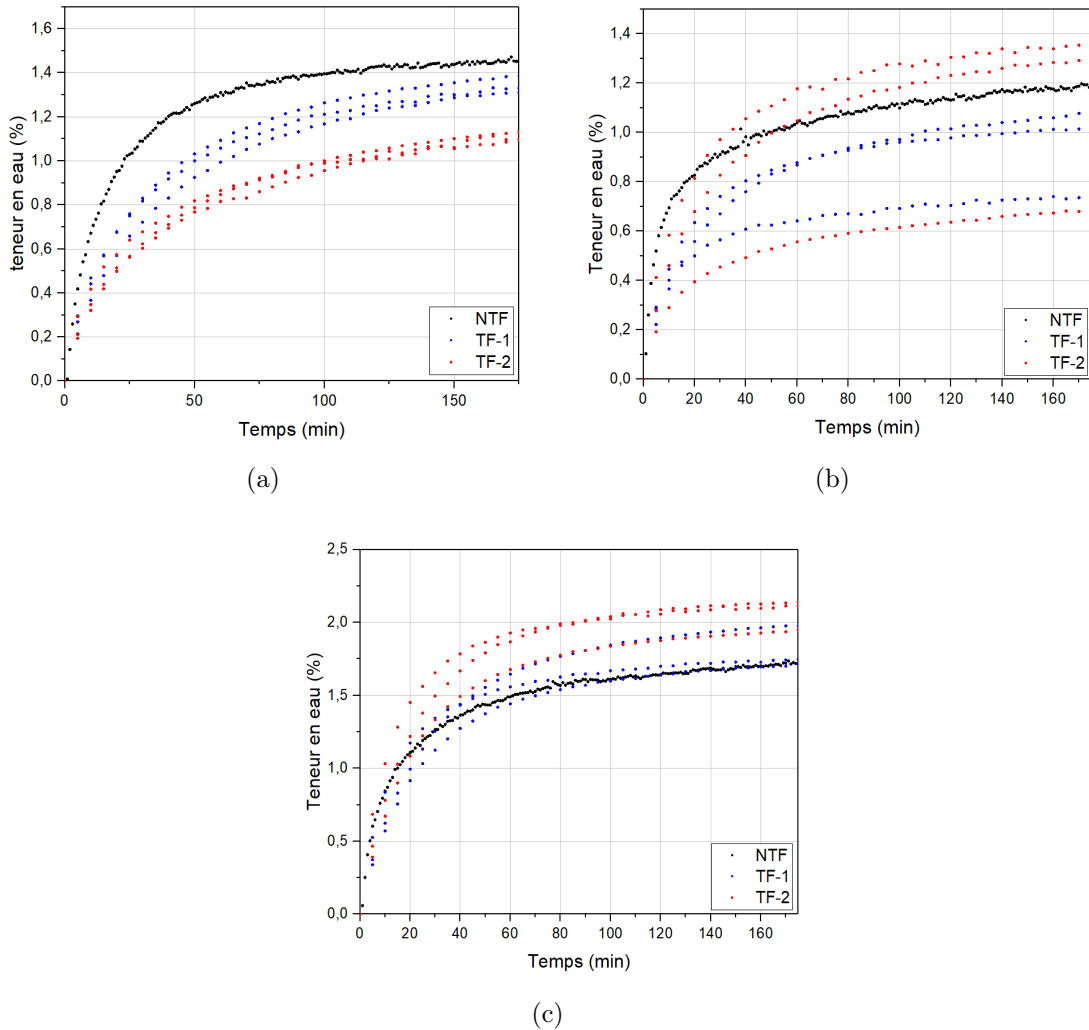 1,6
1,4
1,2
1,0
0,8
0,6
0,4
0,2
0,0
teneur en eau (%)
0
50
100
150
Temps (min)
NTF
TF-1
TF-2
(a)
1,4
1,2
1,0
0,8
0,6
0,4
0,2
0,0
Teneur en eau (%)
0
20
40
60
80
100
120
140
160
Temps (min)
NTF
TF-1
TF-2
(b)
2,5
2,0
1,5
1,0
0,5
0,0
Teneur en eau (%)
0
20
40
60
80
100
120
140
160
Temps (min)
NTF
TF-1
TF-2
(c)